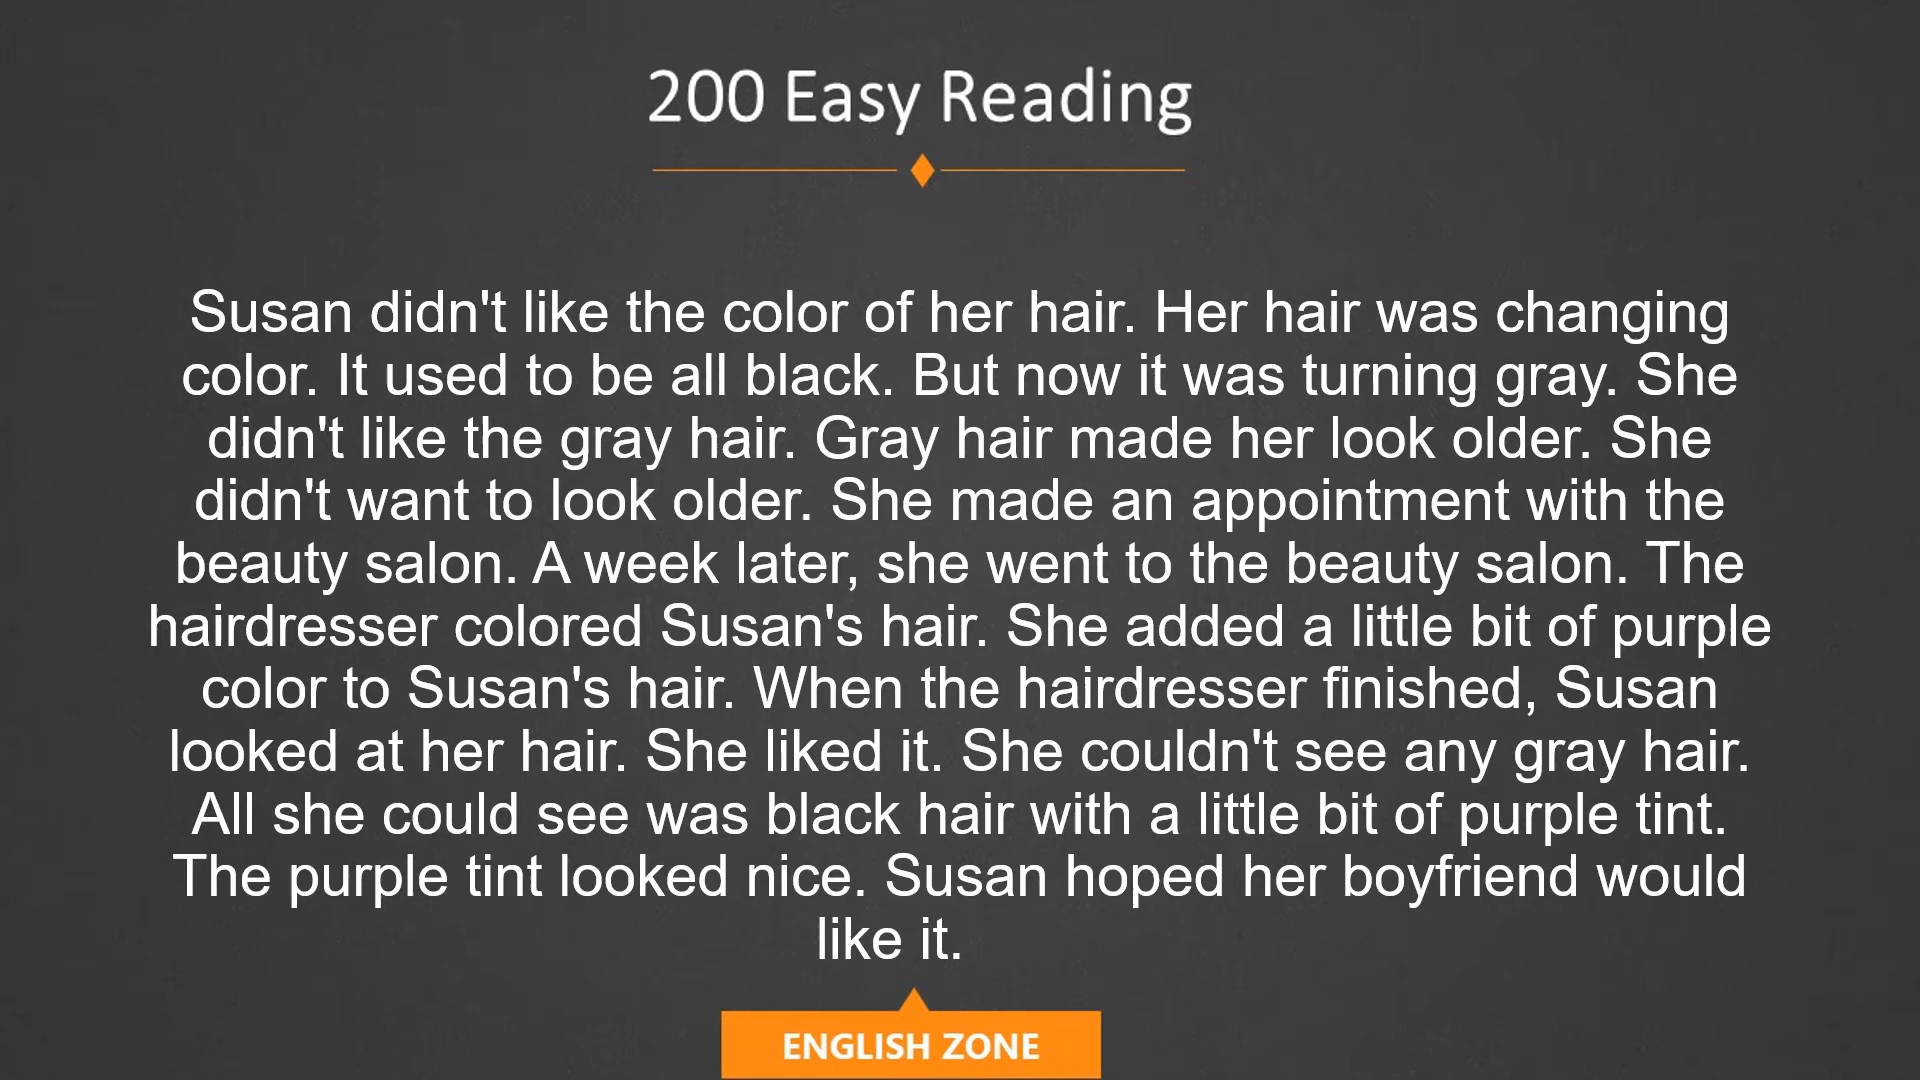 200 Easy Reading
Susan didn't like the color of her hair. Her hair was changing
color. It used to be all black. But now it was turning gray. She
didn't like the gray hair. Gray hair made her look older. She
didn't want to look older. She made an appointment with the
beauty salon. A week later, she went to the beauty salon. The
hairdresser colored Susan's hair. She added a little bit of purple
color to Susan's hair. When the hairdresser finished, Susan
looked at her hair. She liked it. She couldn't see any gray hair.
All she could see was black hair with a little bit of purple tint.
The purple tint looked nice. Susan hoped her boyfriend would
like it.
ENGLISH ZONE